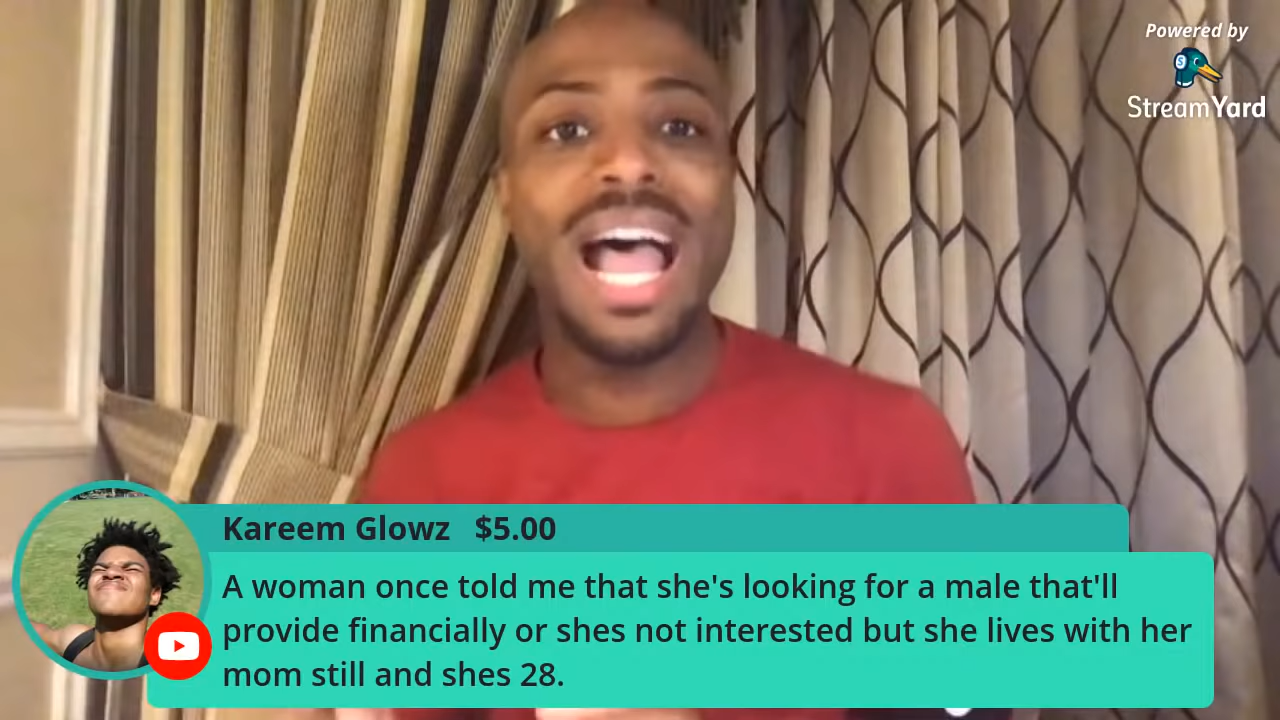 Powered by
StreamYard
Kareem Glowz $5.00
A woman once told me that she's looking for a male that'll
provide financially or shes not interested but she lives with her
mom still and shes 28.